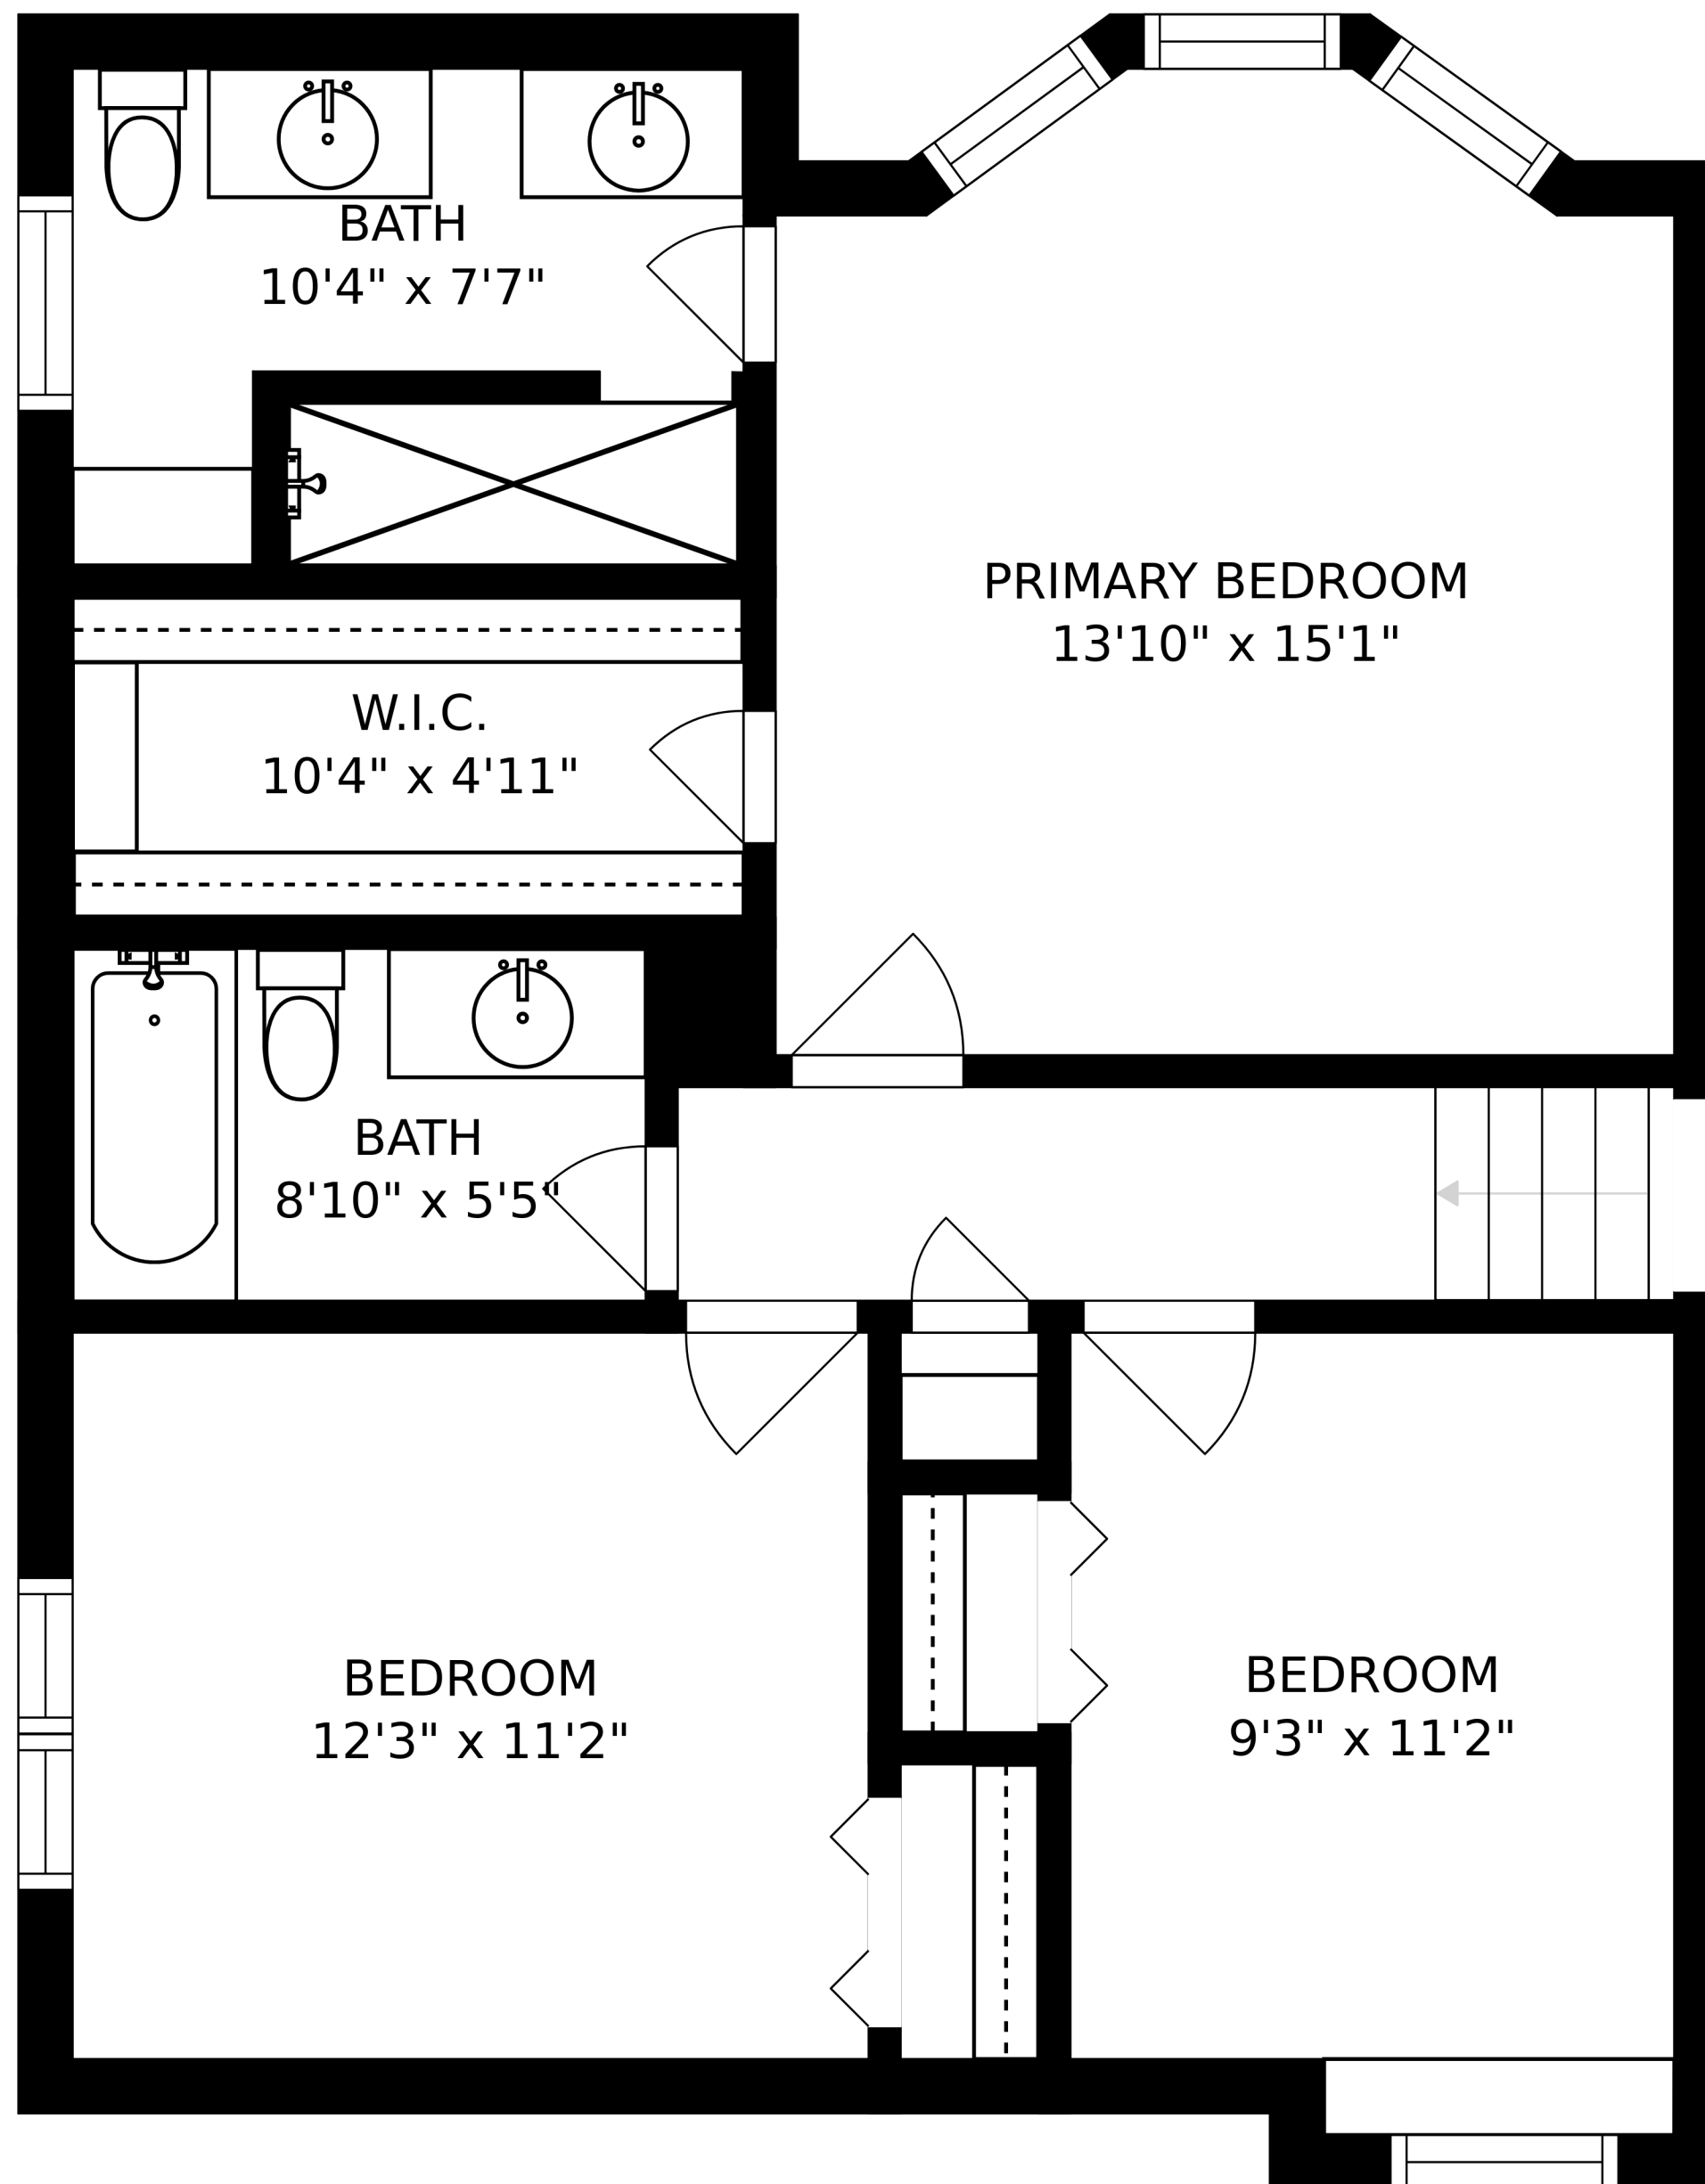 BATH
10'4" x 7'7"
PRIMARY BEDROOM
13'10" x 15'1"
W.I.C.
10'4" x 4'11"
BATH
8'10" x 5'5"
BEDROOM
12'3" x 11'2"
BEDROOM
9'3" x 11'2"